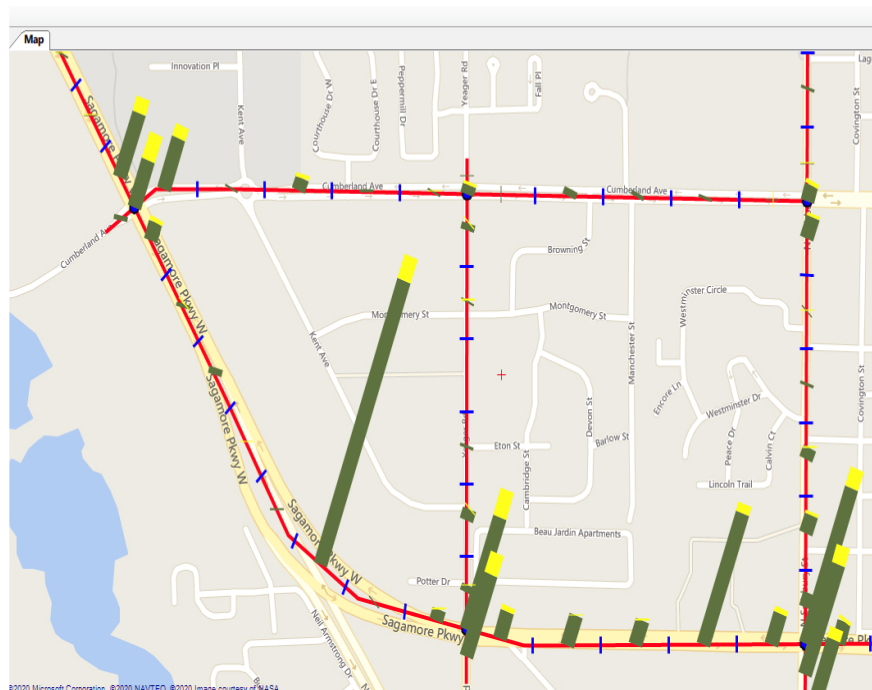 Map
Innovation Pl
Kent Ave
Courthouse Dr W
Courthouse Dr E
Peppermill Dr
Yeager Rd
Fall Pl
Covington St
Sagamore Pkwy
Cumberland Ave
Cumberland Ave
Cumberland Ave
Sagamore Pkwy W
Sagamore Pkwy W
Browning St
Montgomery St
Montgomery St
Westminster Circle
Kent Ave
Manchester St
Encore Ln
Westminster Dr
Covington St
Devon St
Barlow St
Peace Dr
Calvin Ct
Eton St
Cambridge St
Lincoln Trail
Sagamore Pkwy W
Beau Jardin Apartments
Potter Dr
Neil Armstrong Dr
Sagamore Pkwy
©2020 Microsoft Corporation, ©2020 NAVTEQ, ©2020 Image courtesy of NASA